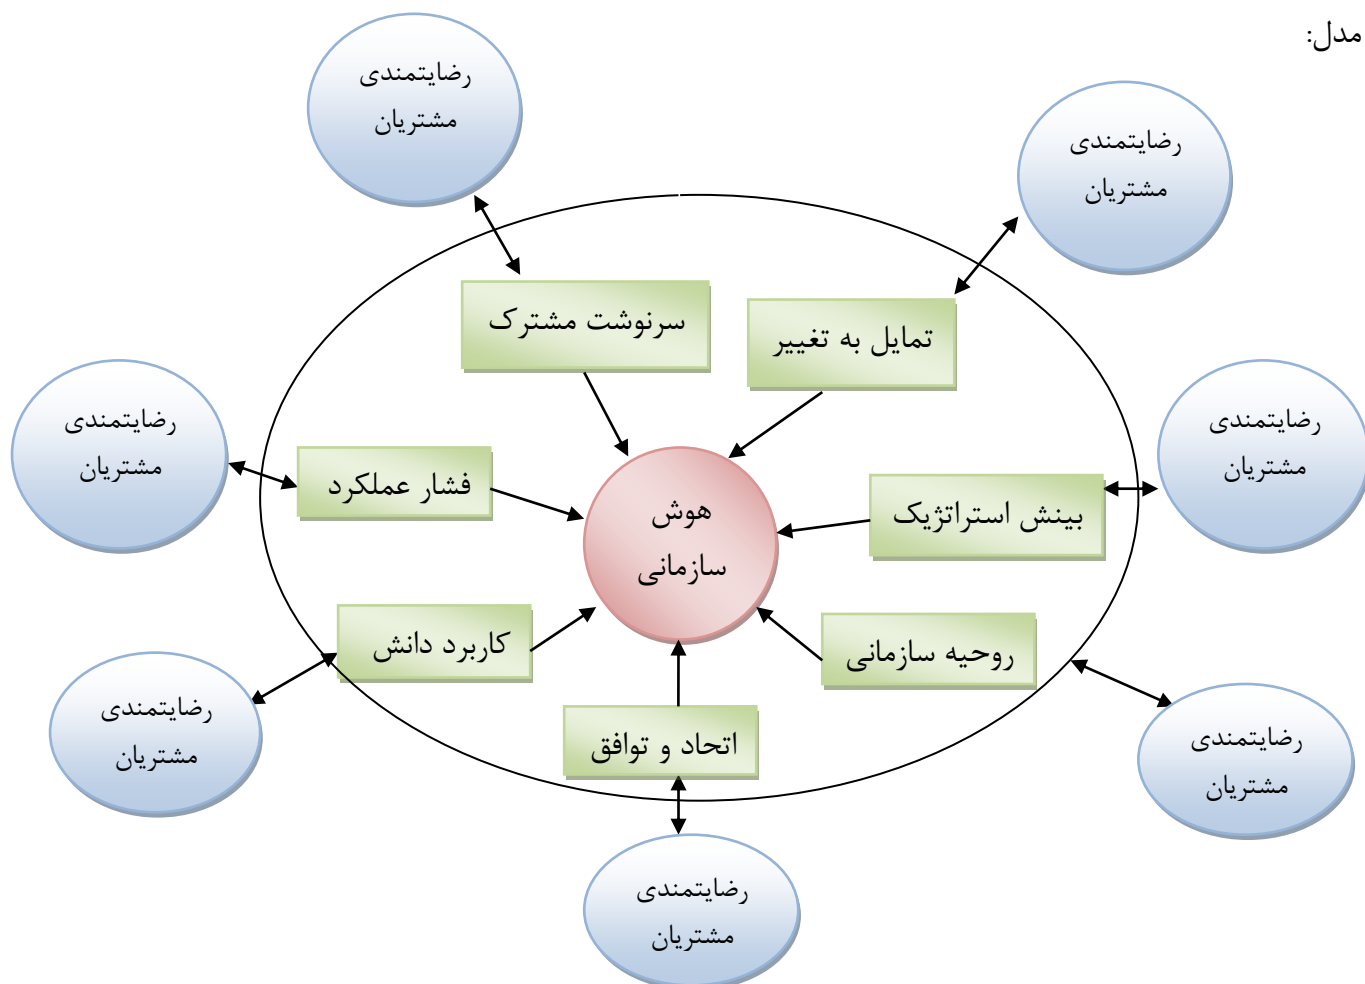 مدل:
رضایتمندی
مشتریان
رضایتمندی
مشتریان
سرنوشت مشترک
تمایل به تغییر
رضایتمندی
مشتریان
رضایتمندی
مشتریان
فشار عملکرد
بینش استراتژیک
هوش
سازمانی
کاربرد دانش
روحیه سازمانی
رضایتمندی
مشتریان
اتحاد و توافق
رضایتمندی
مشتریان
رضایتمندی
مشتریان